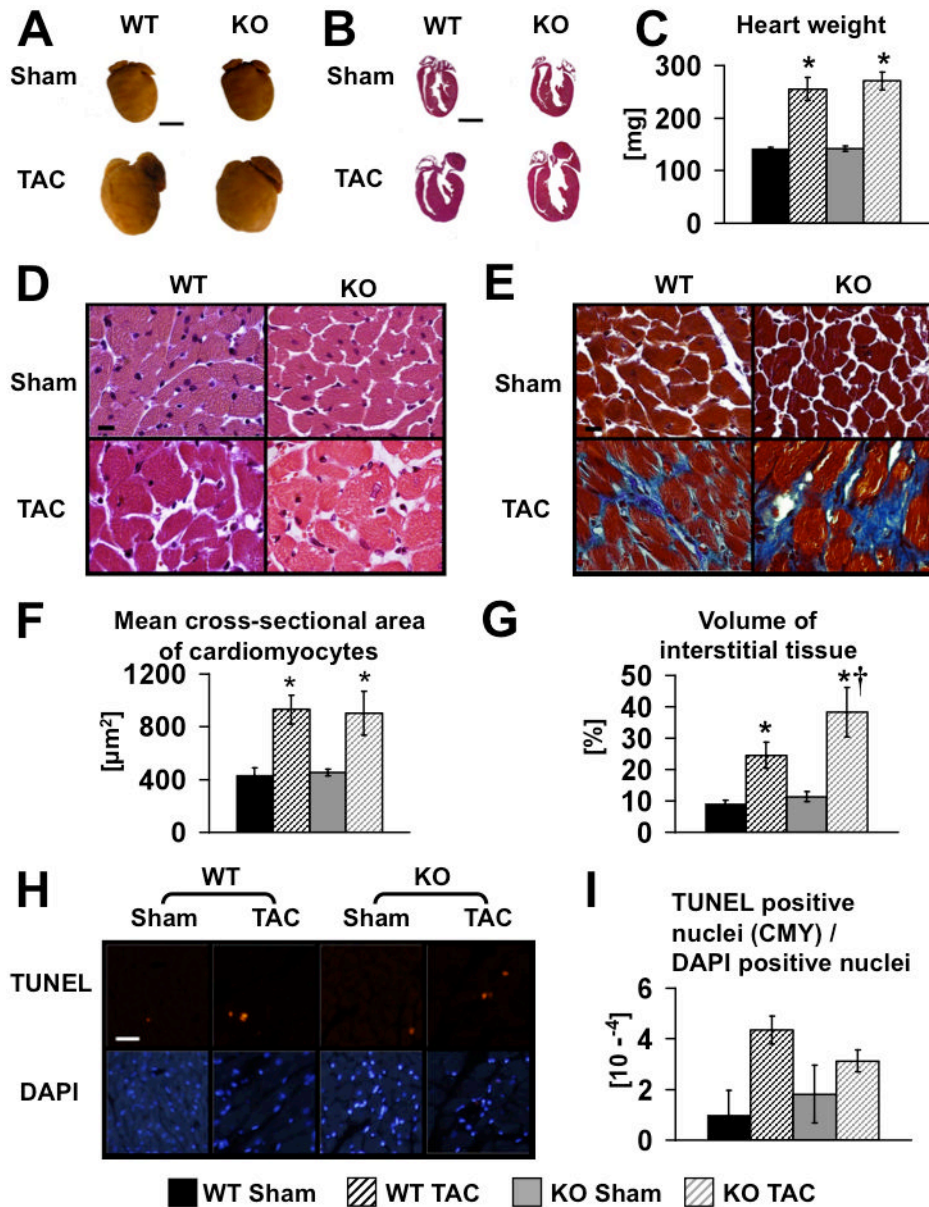 A
WT
KO
Sham
TAC
B
WT
KO
Sham
TAC
C
Heart weight
[mg]
300
200
100
0
*
*
D
WT
KO
Sham
TAC
E
WT
KO
Sham
TAC
F
Mean cross-sectional area
of cardiomyocytes
[µm²]
1200
800
400
0
*
*
G
Volume of
interstitial tissue
[%]
50
40
30
20
10
0
*
*†
H
WT
KO
Sham
TAC
Sham
TAC
TUNEL
DAPI
I
TUNEL positive
nuclei (CMY) /
DAPI positive nuclei
[10 -⁴]
6
4
2
0
WT Sham
WT TAC
KO Sham
KO TAC